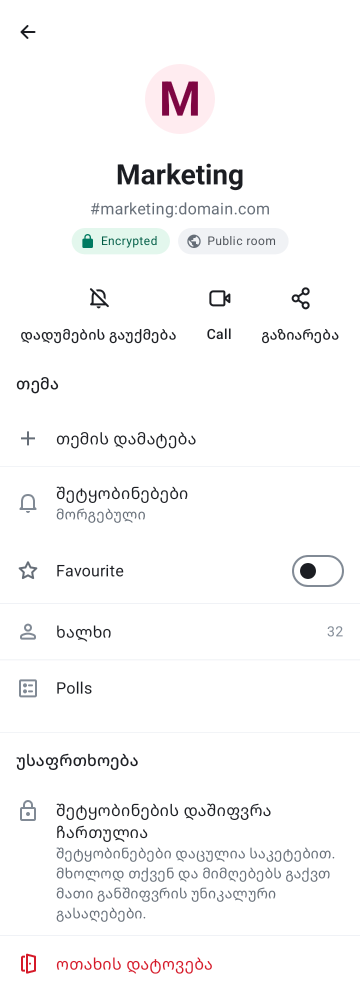 M
Marketing
#marketing:domain.com
Encrypted
Public room
დადუმების გაუქმება
Call
გაზიარება
თემა
თემის დამატება
შეტყობინებები
მორგებული
Favourite
ხალხი
32
Polls
უსაფრთხოება
შეტყობინების დაშიფვრა
ჩართულია
შეტყობინებები დაცულია საკეტებით.
მხოლოდ თქვენ და მიმღებებს გაქვთ
მათი განშიფვრის უნიკალური
გასაღებები.
ოთახის დატოვება